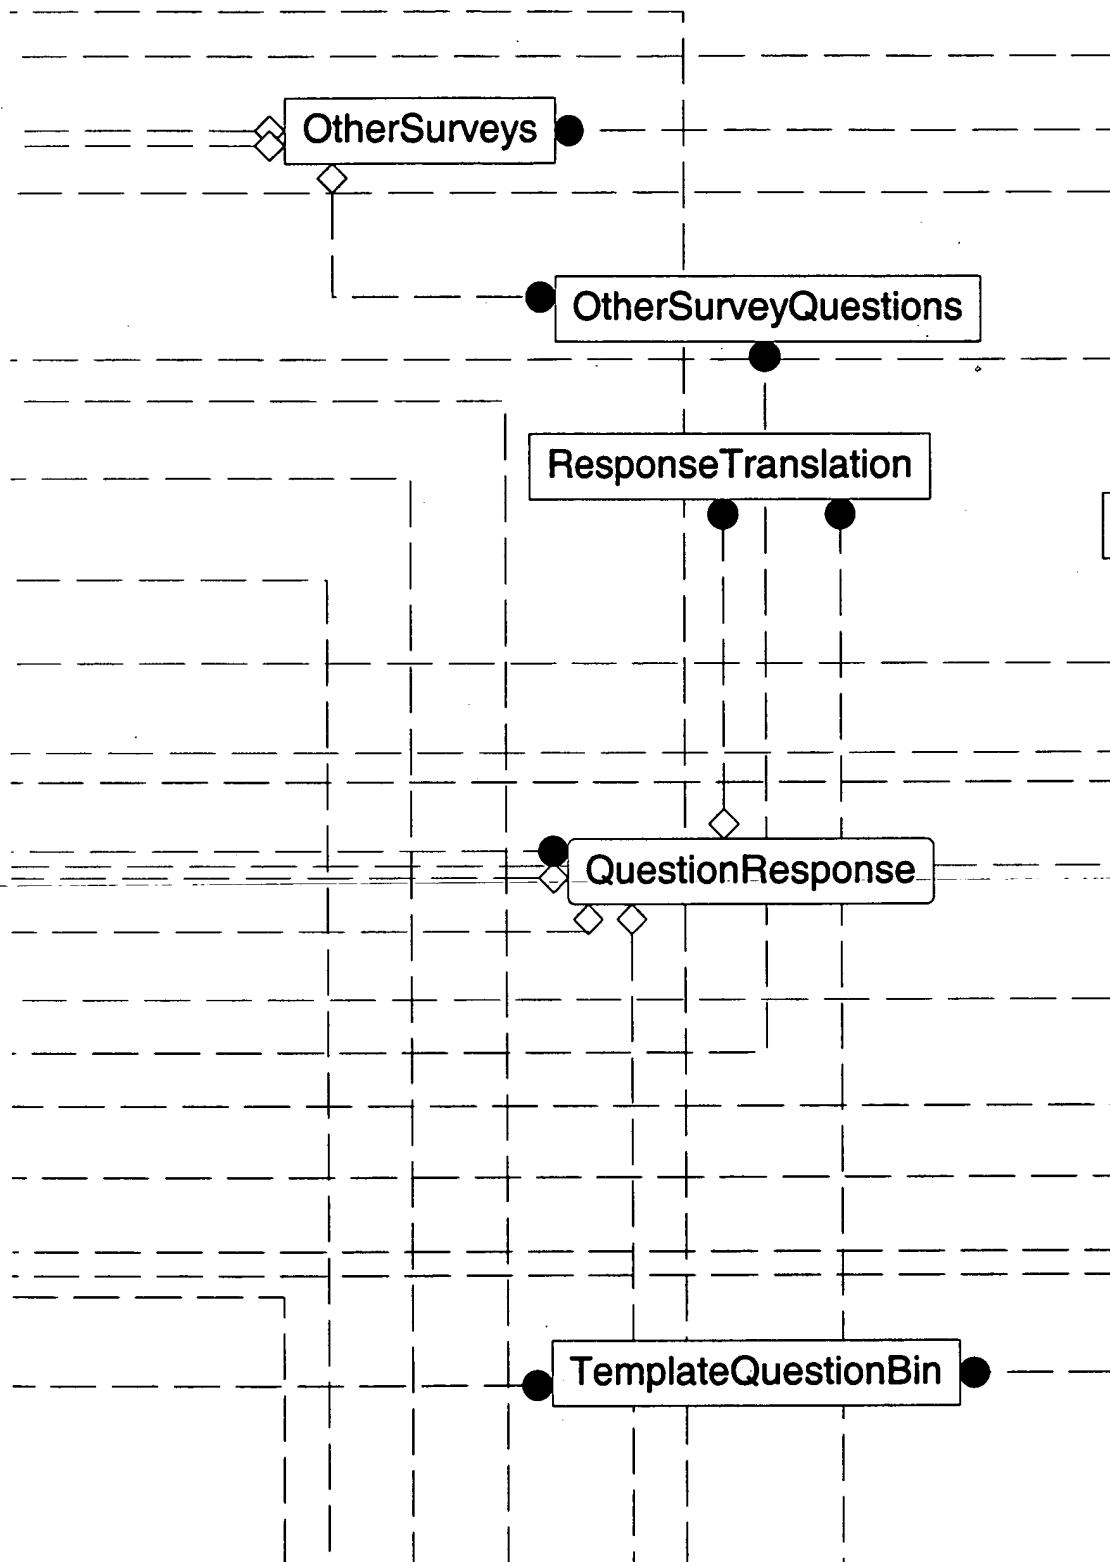 OtherSurveys
OtherSurveyQuestions
ResponseTranslation
QuestionResponse
TemplateQuestionBin